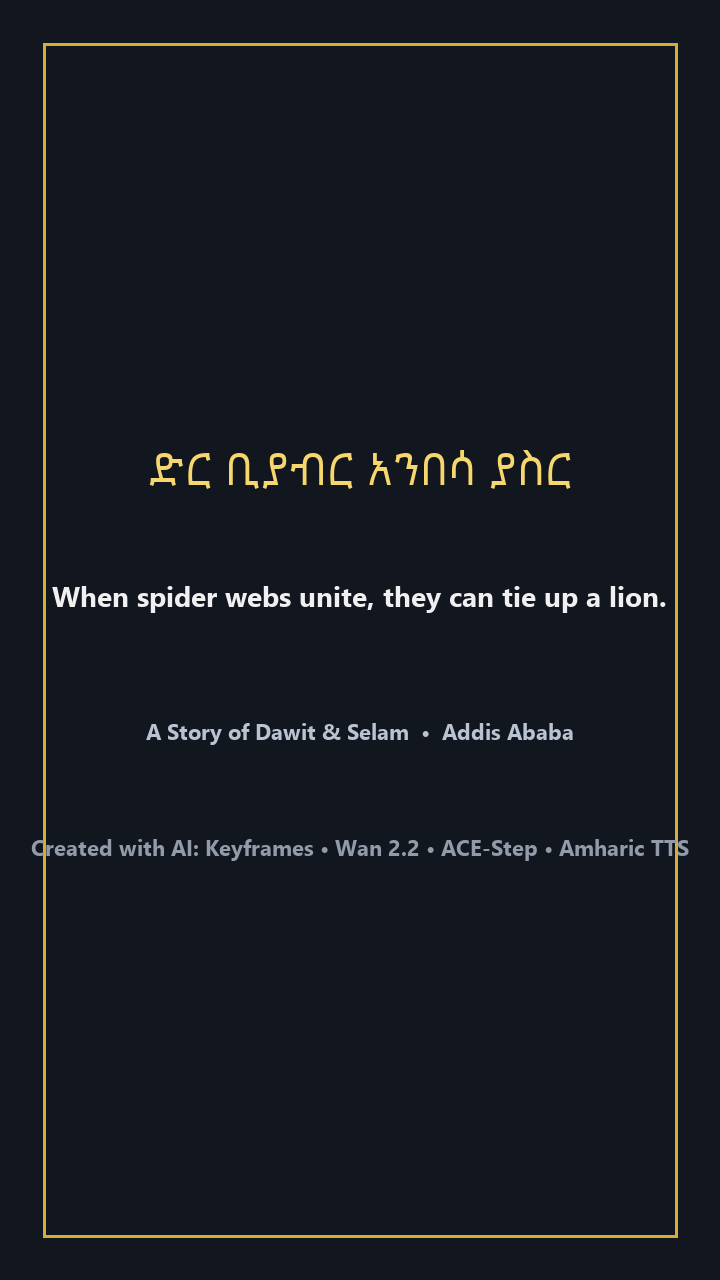 ድር ቢያብር አንበሳ ያስር
When spider webs unite, they can tie up a lion.
A Story of Dawit & Selam • Addis Ababa
Created with AI: Keyframes • Wan 2.2 • ACE-Step • Amharic TTS